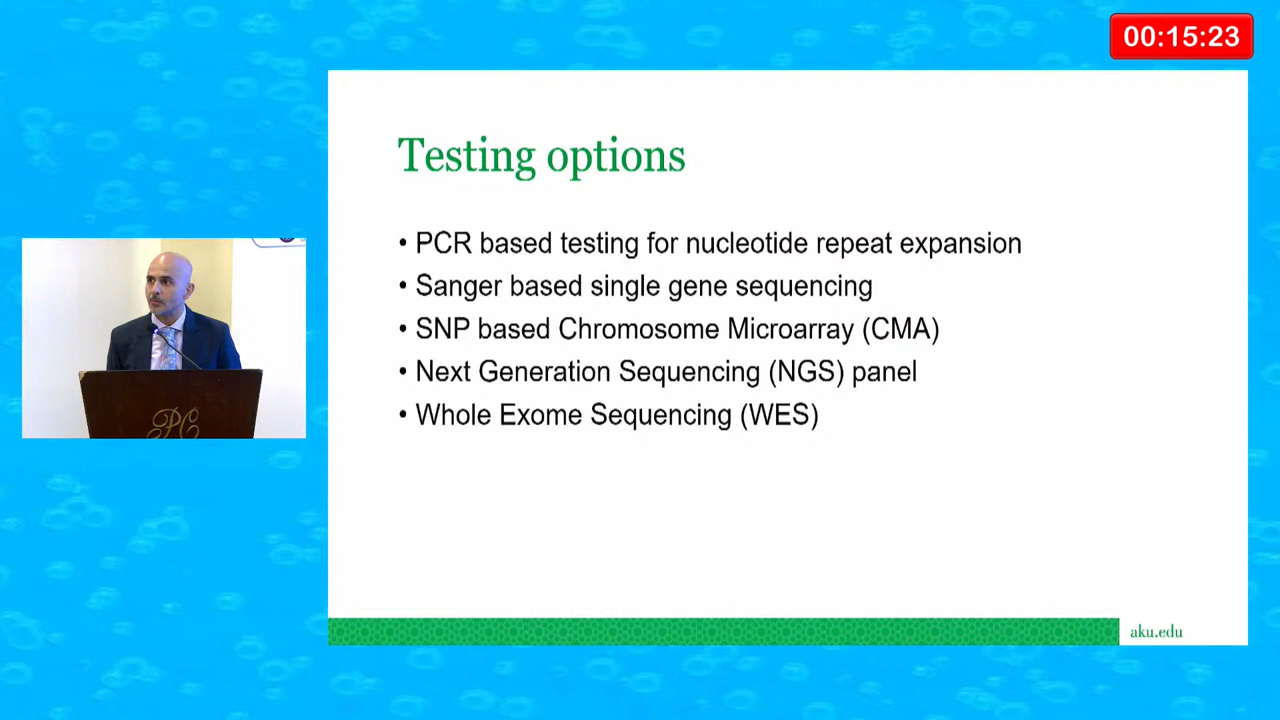 00:15:23
Testing options
• PCR based testing for nucleotide repeat expansion
• Sanger based single gene sequencing
• SNP based Chromosome Microarray (CMA)
• Next Generation Sequencing (NGS) panel
• Whole Exome Sequencing (WES)
PC
aku.edu